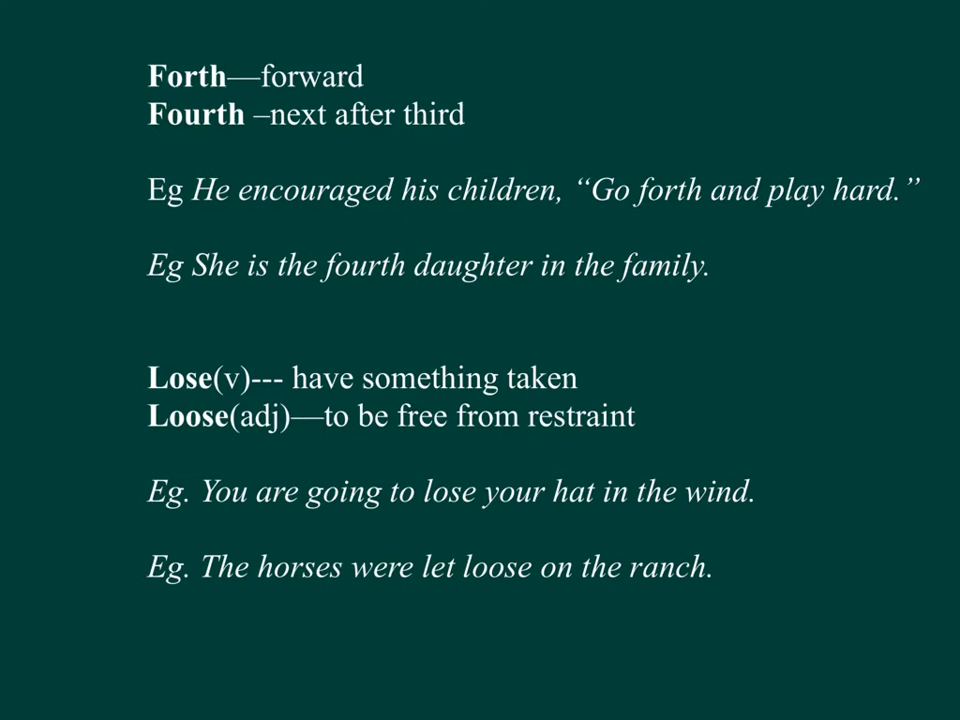 Forth—forward
Fourth –next after third
Eg He encouraged his children, “Go forth and play hard.”
Eg She is the fourth daughter in the family.
Lose(v)--- have something taken
Loose(adj)—to be free from restraint
Eg. You are going to lose your hat in the wind.
Eg. The horses were let loose on the ranch.